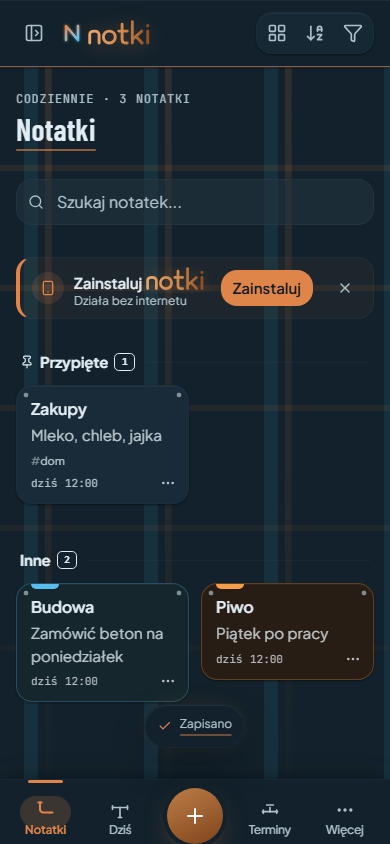 N notki
CODZIENNIE · 3 NOTATKI
Notatki
Szukaj notatek...
Zainstaluj notki
Działa bez internetu
Zainstaluj
Przypięte 1
Zakupy
Mleko, chleb, jajka
#dom
dziś 12:00
Inne 2
Budowa
Zamówić beton na
poniedziałek
dziś 12:00
Piwo
Piątek po pracy
dziś 12:00
Zapisano
Notatki
Dziś
Terminy
Więcej